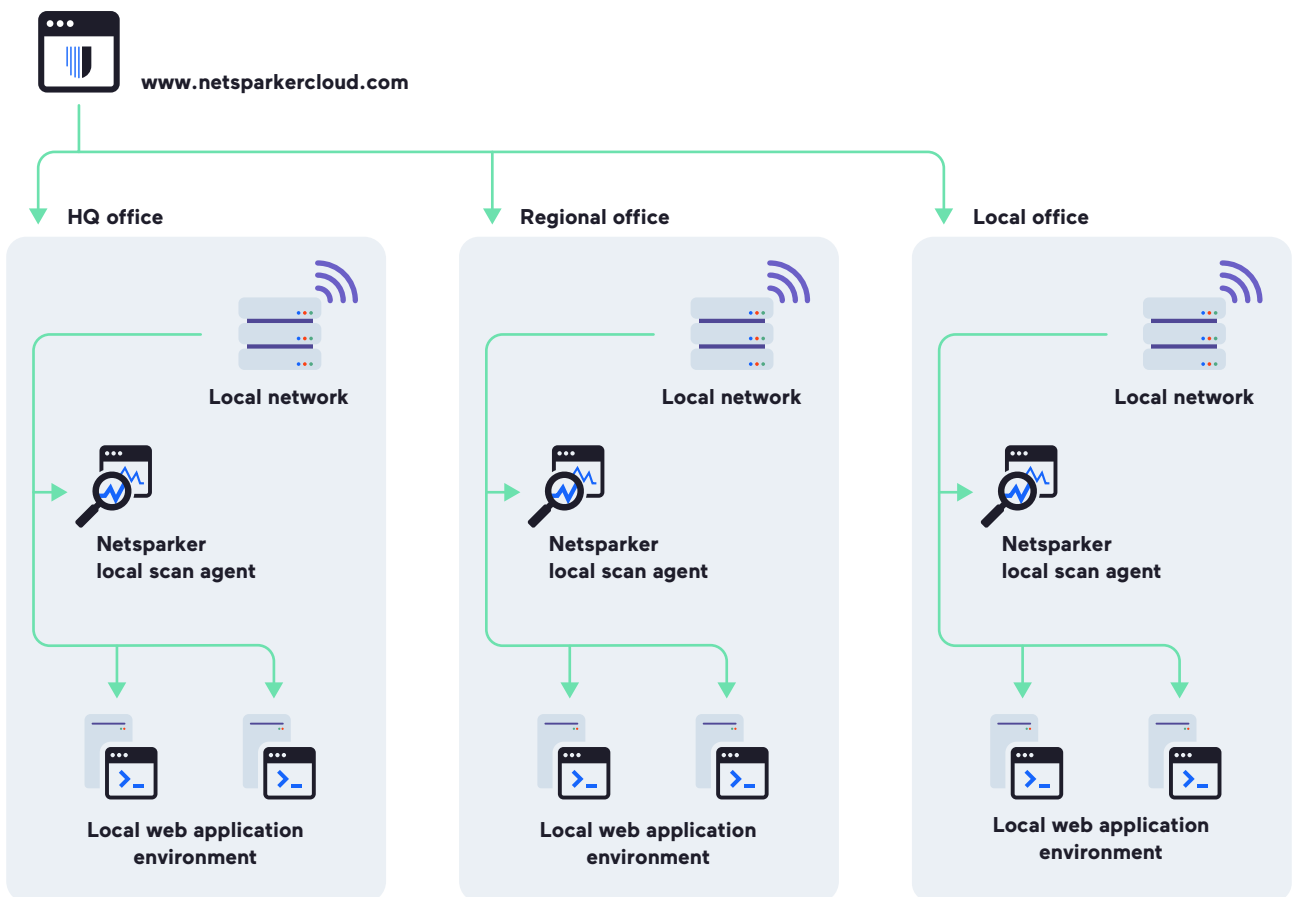 www.netsparkercloud.com
HQ office
Regional office
Local office
Local network
Local network
Local network
Netsparker
local scan agent
Netsparker
local scan agent
Netsparker
local scan agent
Local web application
environment
Local web application
environment
Local web application
environment